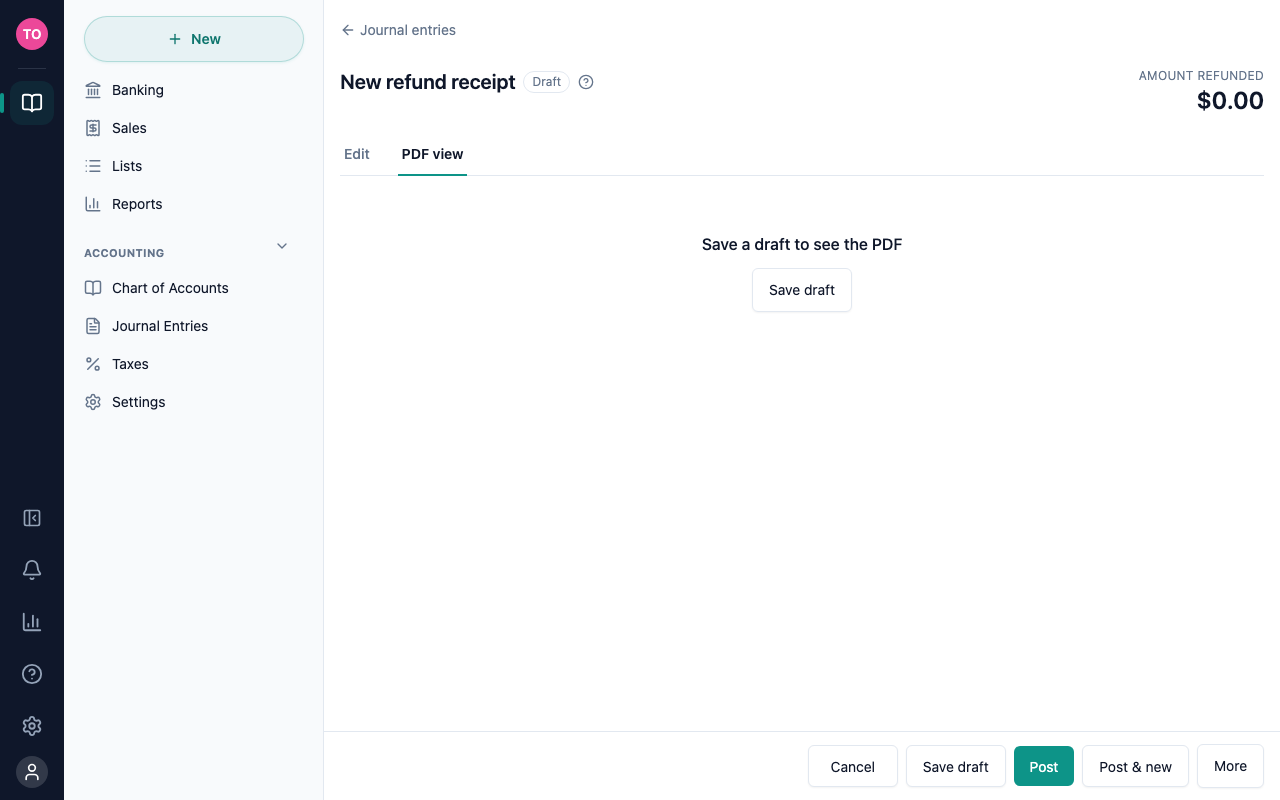 TO
New
Banking
Sales
Lists
Reports
ACCOUNTING
Chart of Accounts
Journal Entries
Taxes
Settings
Journal entries
New refund receipt
Draft
AMOUNT REFUNDED
$0.00
Edit
PDF view
Save a draft to see the PDF
Save draft
Cancel
Save draft
Post
Post & new
More